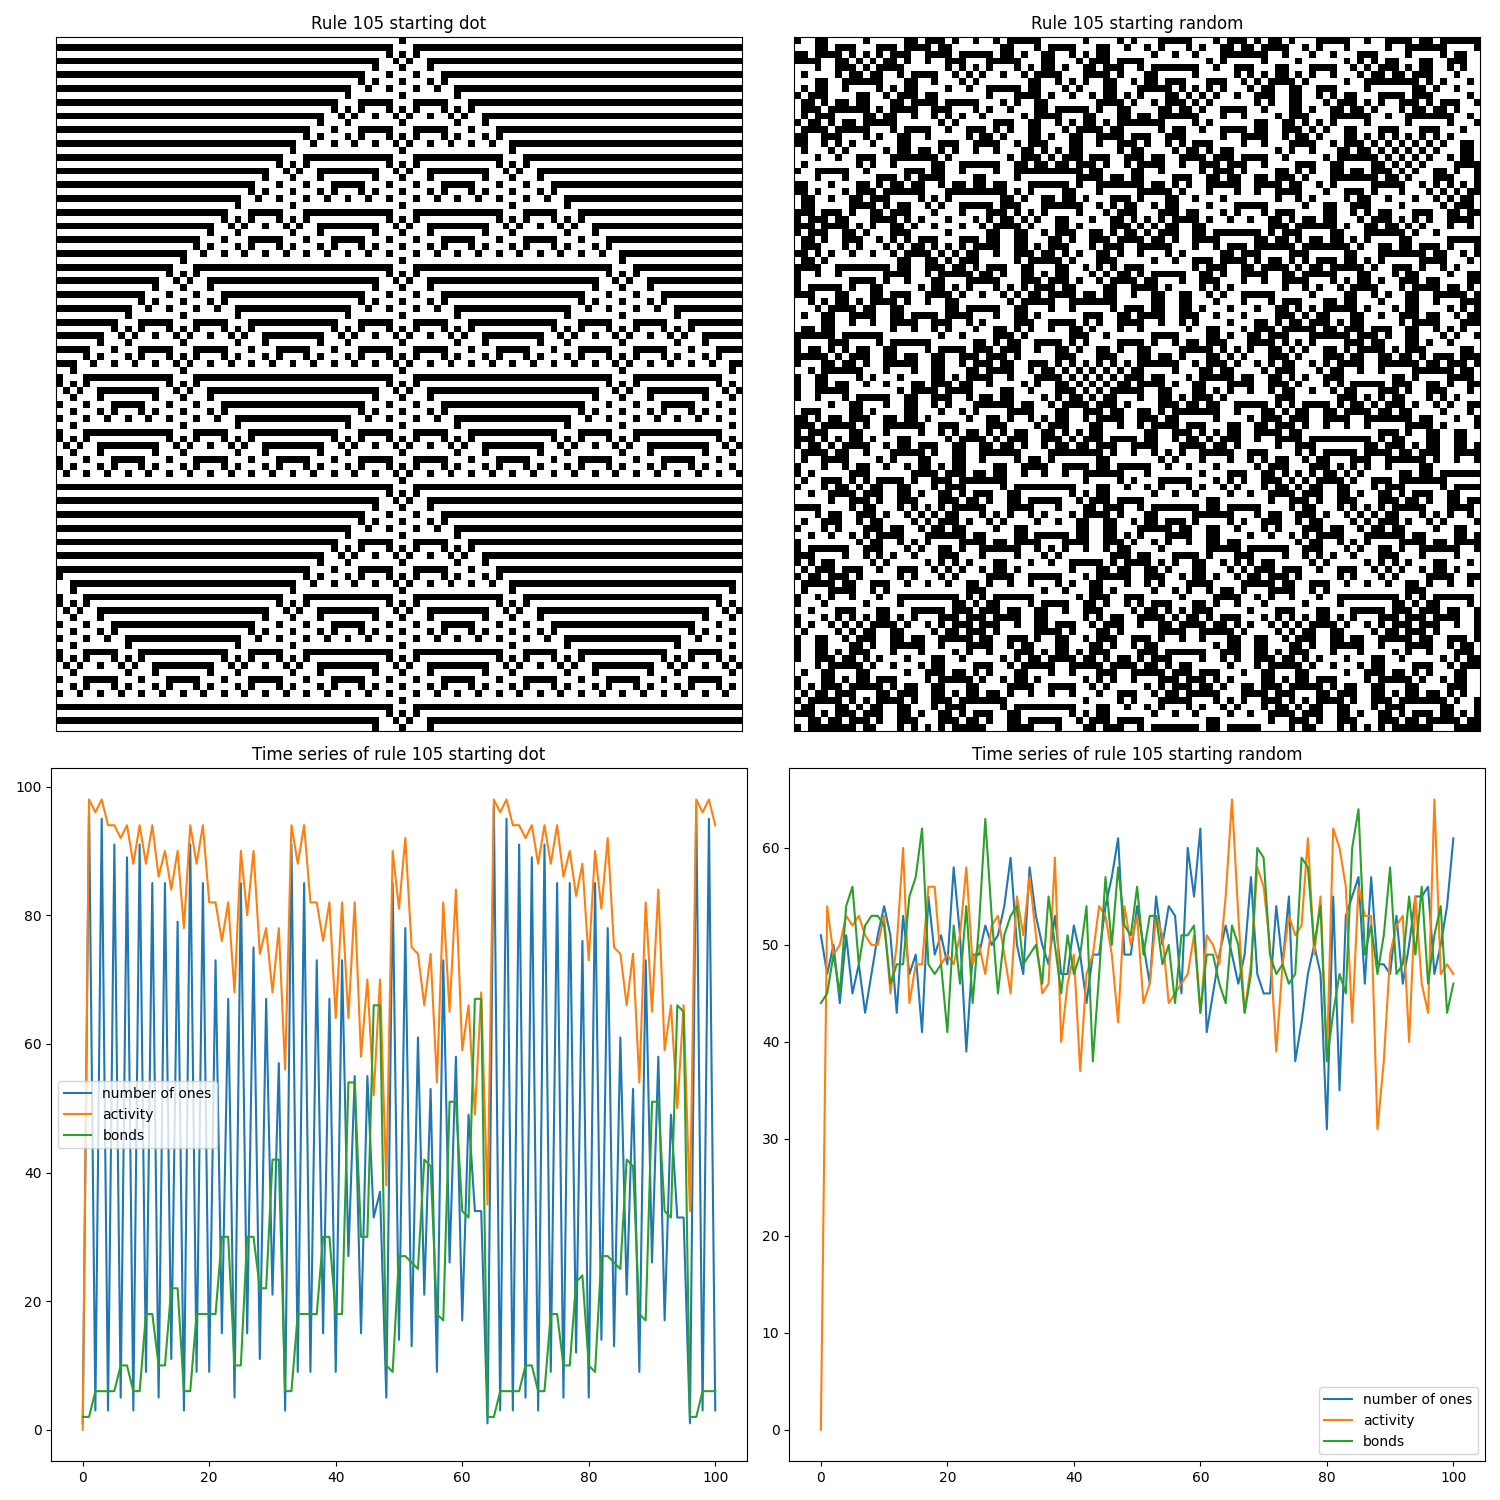 Rule 105 starting dot
Rule 105 starting random
Time series of rule 105 starting dot
100
80
60
40
20
0
number of ones
activity
bonds
0 20 40 60 80 100
Time series of rule 105 starting random
60
50
40
30
20
10
0
number of ones
activity
bonds
0 20 40 60 80 100